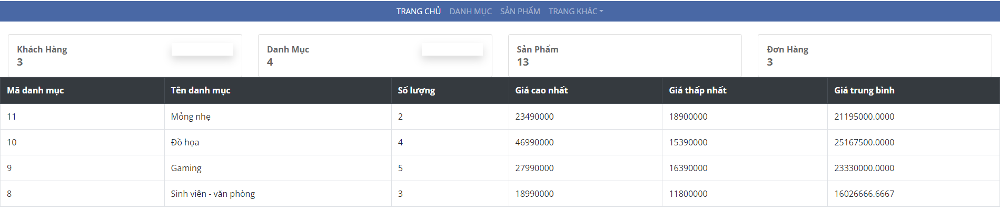 TRANG CHỦ DANH MỤC SẢN PHẨM TRANG KHÁC
Khách Hàng
3
Danh Mục
4
Sản Phẩm
13
Đơn Hàng
3
Mã danh mục Tên danh mục Số lượng Giá cao nhất Giá thấp nhất Giá trung bình
11 Mỏng nhẹ 2 23490000 18900000 21195000.0000
10 Đồ họa 4 46990000 15390000 25167500.0000
9 Gaming 5 27990000 16390000 23330000.0000
8 Sinh viên - văn phòng 3 18990000 11800000 16026666.6667